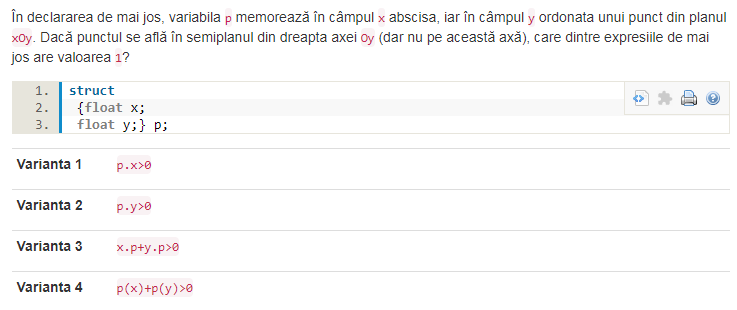 În declararea de mai jos, variabila p memorează în câmpul x abscisa, iar în câmpul y ordonata unui punct din planul
xOy. Dacă punctul se află în semiplanul din dreapta axei Oy (dar nu pe această axă), care dintre expresiile de mai
jos are valoarea 1?
1. struct
2. {float x;
3. float y;} p;
Varianta 1 p.x>0
Varianta 2 p.y>0
Varianta 3 x.p+y.p>0
Varianta 4 p(x)+p(y)>0